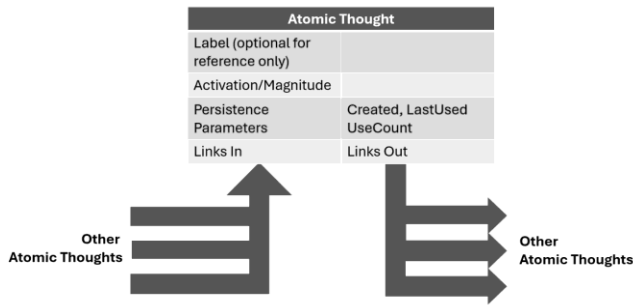 Atomic Thought
Label (optional for
reference only)
Activation/Magnitude
Persistence
Parameters
Created, LastUsed
UseCount
Links In
Links Out
Other
Atomic Thoughts
Other
Atomic Thoughts